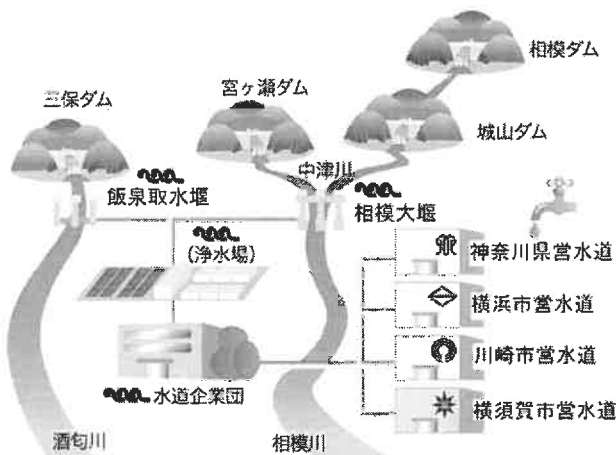 相模ダム
宮ヶ瀬ダム
三保ダム
城山ダム
中津川
飯泉取水堰
相模大堰
(浄水場)
神奈川県営水道
横浜市営水道
川崎市営水道
水道企業団
横須賀市営水道
酒匂川
相模川